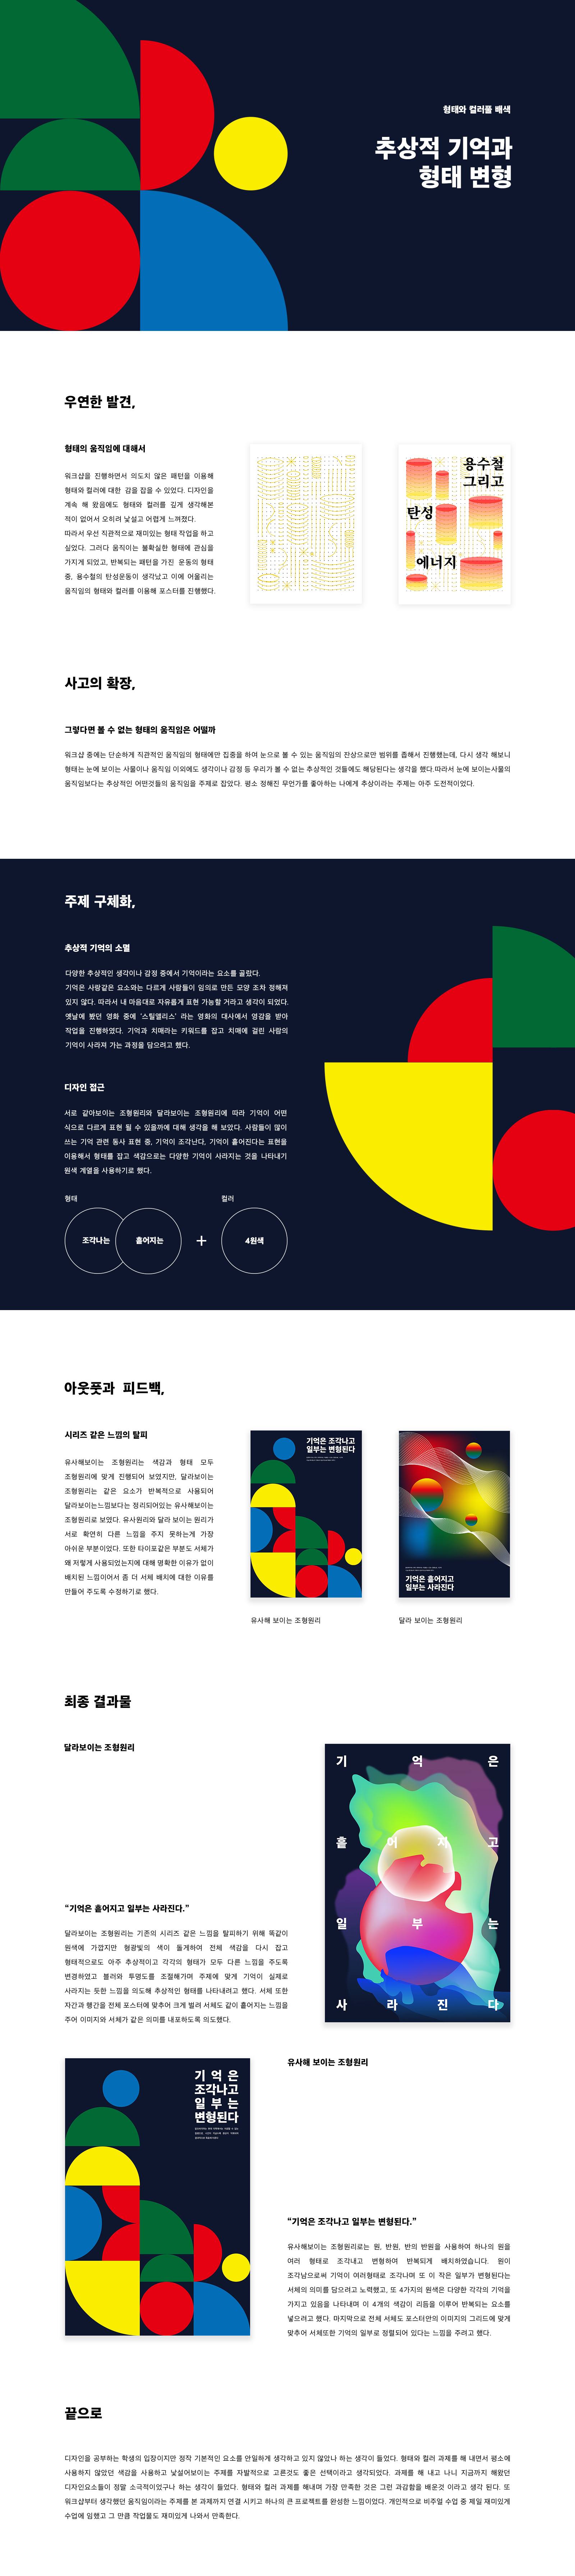 형태와 컬러풀 배색
추상적 기억과
형태 변형
우연한 발견,
형태의 움직임에 대해서
워크샵을 진행하면서 의도치 않은 패턴을 이용해
형태와 컬러에 대한 감을 잡을 수 있었다. 디자인을
계속 해 왔음에도 형태와 컬러를 깊게 생각해본
적이 없어서 오히려 낯설고 어렵게 느껴졌다.
따라서 우선 직관적으로 재미있는 형태 작업을 하고
싶었다. 그러다 움직이는 불확실한 형태에 관심을
가지게 되었고, 반복되는 패턴을 가진 운동의 형태
중, 용수철의 탄성운동이 생각났고 이에 어울리는
움직임의 형태와 컬러를 이용해 포스터를 진행했다.
용수철
그리고
탄성
에너지
사고의 확장,
그렇다면 볼 수 없는 형태의 움직임은 어떨까
워크샵 중에는 단순하게 직관적인 움직임의 형태에만 집중을 하여 눈으로 볼 수 있는 움직임의 잔상으로만 범위를 좁혀서 진행했는데, 다시 생각 해보니
형태는 눈에 보이는 사물이나 움직임 이외에도 생각이나 감정 등 우리가 볼 수 없는 추상적인 것들에도 해당된다는 생각을 했다.따라서 눈에 보이는사물의
움직임보다는 추상적인 어떤것들의 움직임을 주제로 잡았다. 평소 정해진 무언가를 좋아하는 나에게 추상이라는 주제는 아주 도전적이었다.
주제 구체화,
추상적 기억의 소멸
다양한 추상적인 생각이나 감정 중에서 기억이라는 요소를 골랐다.
기억은 사랑같은 요소와는 다르게 사람들이 임의로 만든 모양 조차 정해져
있지 않다. 따라서 내 마음대로 자유롭게 표현 가능할 거라고 생각이 되었다.
옛날에 봤던 영화 중에 '스틸앨리스' 라는 영화의 대사에서 영감을 받아
작업을 진행하였다. 기억과 치매라는 키워드를 잡고 치매에 걸린 사람의
기억이 사라져 가는 과정을 담으려고 했다.
디자인 접근
서로 같아보이는 조형원리와 달라보이는 조형원리에 따라 기억이 어떤
식으로 다르게 표현 될 수 있을까에 대해 생각을 해 보았다. 사람들이 많이
쓰는 기억 관련 동사 표현 중, 기억이 조각난다, 기억이 흩어진다는 표현을
이용해서 형태를 잡고 색감으로는 다양한 기억이 사라지는 것을 나타내기
원색 계열을 사용하기로 했다.
형태
컬러
조각나는
흩어지는
+
4원색
아웃풋과 피드백,
시리즈 같은 느낌의 탈피
유사해보이는 조형원리는 색감과 형태 모두
조형원리에 맞게 진행되어 보였지만, 달라보이는
조형원리는 같은 요소가 반복적으로 사용되어
달라보이는느낌보다는 정리되어있는 유사해보이는
조형원리로 보았다. 유사원리와 달라 보이는 원리가
서로 확연히 다른 느낌을 주지 못하는게 가장
아쉬운 부분이었다. 또한 타이포같은 부분도 서체가
왜 저렇게 사용되었는지에 대해 명확한 이유가 없이
배치된 느낌이어서 좀 더 서체 배치에 대한 이유를
만들어 주도록 수정하기로 했다.
기억은 조각나고
일부는 변형된다
기억은 흩어지고
일부는 사라진다
유사해 보이는 조형원리
달라 보이는 조형원리
최종 결과물
달라보이는 조형원리
기 억 은
흩 어 지 고
일 부 는
사 라 진 다
“기억은 흩어지고 일부는 사라진다.”
달라보이는 조형원리는 기존의 시리즈 같은 느낌을 탈피하기 위해 똑같이
원색에 가깝지만 형광빛의 색이 돌게하여 전체 색감을 다시 잡고
형태적으로도 아주 추상적이고 각각의 형태가 모두 다른 느낌을 주도록
변경하였고 블러와 투명도를 조절해가며 주제에 맞게 기억이 실제로
사라지는 듯한 느낌을 의도해 추상적인 형태를 나타내려고 했다. 서체 또한
자간과 행간을 전체 포스터에 맞추어 크게 벌려 서체도 같이 흩어지는 느낌을
주어 이미지와 서체가 같은 의미를 내포하도록 의도했다.
기 억 은
조각나고
일 부 는
변형된다
유사해 보이는 조형원리
“기억은 조각나고 일부는 변형된다.”
유사해보이는 조형원리로는 원, 반원, 반의 반원을 사용하여 하나의 원을
여러 형태로 조각내고 변형하여 반복되게 배치하였습니다. 원이
조각남으로써 기억이 여러형태로 조각나며 또 이 작은 일부가 변형된다는
서체의 의미를 담으려고 노력했고, 또 4가지의 원색은 다양한 각각의 기억을
가지고 있음을 나타내며 이 4개의 색감이 리듬을 이루어 반복되는 요소를
넣으려고 했다. 마지막으로 전체 서체도 포스터안의 이미지의 그리드에 맞게
맞추어 서체또한 기억의 일부로 정렬되어 있다는 느낌을 주려고 했다.
끝으로
디자인을 공부하는 학생의 입장이지만 정작 기본적인 요소를 안일하게 생각하고 있지 않았나 하는 생각이 들었다. 형태와 컬러 과제를 해 내면서 평소에
사용하지 않았던 색감을 사용하고 낯설어보이는 주제를 자발적으로 고른것도 좋은 선택이라고 생각되었다. 과제를 해 내고 나니 지금까지 해왔던
디자인요소들이 정말 소극적이었구나 하는 생각이 들었다. 형태와 컬러 과제를 해내며 가장 만족한 것은 그런 과감함을 배운것 이라고 생각 된다. 또
워크샵부터 생각했던 움직임이라는 주제를 본 과제까지 연결 시키고 하나의 큰 프로젝트를 완성한 느낌이었다. 개인적으로 비주얼 수업 중 제일 재미있게
수업에 임했고 그 만큼 작업물도 재미있게 나와서 만족한다.